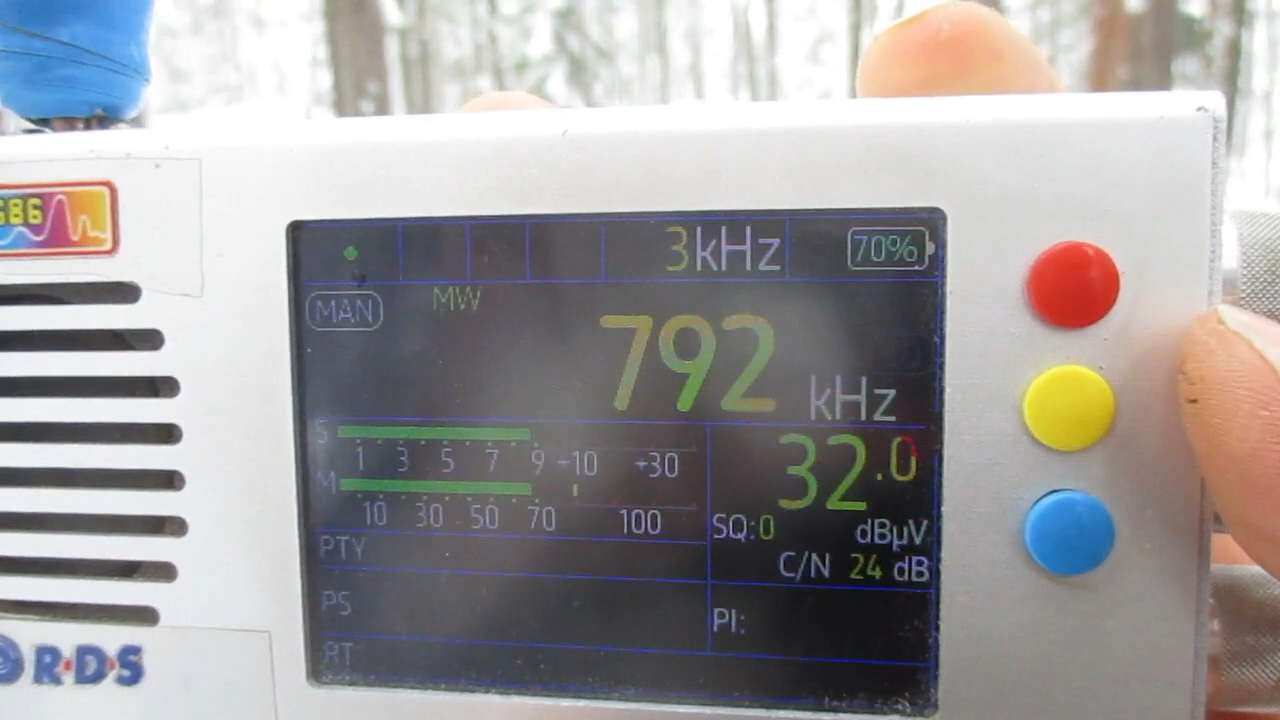 3kHz 70%
686
MAN MW
792 kHz
S
1 3 5 7 9 +10 +30
32.0
M
10 30 50 70 100
SQ:0 dBµV
PTY
C/N 24 dB
PS
PI:
R·D·S
RT